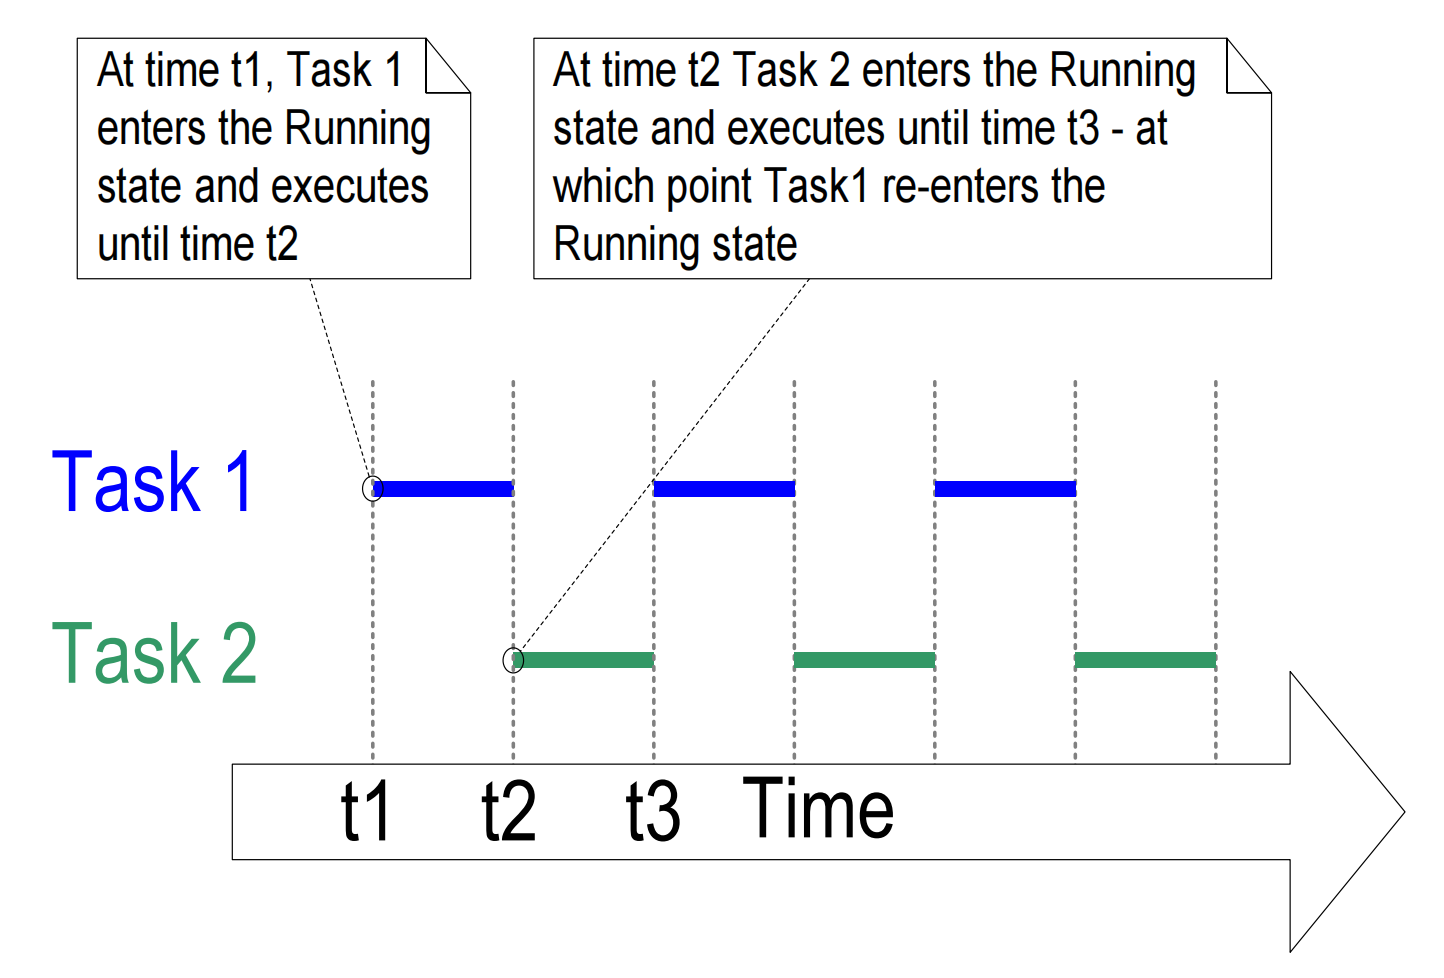 At time t1, Task 1
enters the Running
state and executes
until time t2
At time t2 Task 2 enters the Running
state and executes until time t3 - at
which point Task1 re-enters the
Running state
Task 1
Task 2
t1 t2 t3 Time